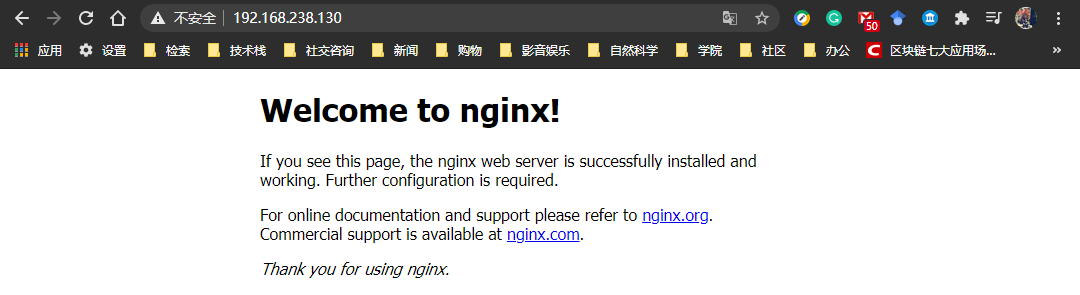 不安全 192.168.238.130
50
应用 设置 检索 技术栈 社交咨询 新闻 购物 影音娱乐 自然科学 学院 社区 办公 C 区块链七大应用场... »
Welcome to nginx!
If you see this page, the nginx web server is successfully installed and
working. Further configuration is required.
For online documentation and support please refer to nginx.org.
Commercial support is available at nginx.com.
Thank you for using nginx.